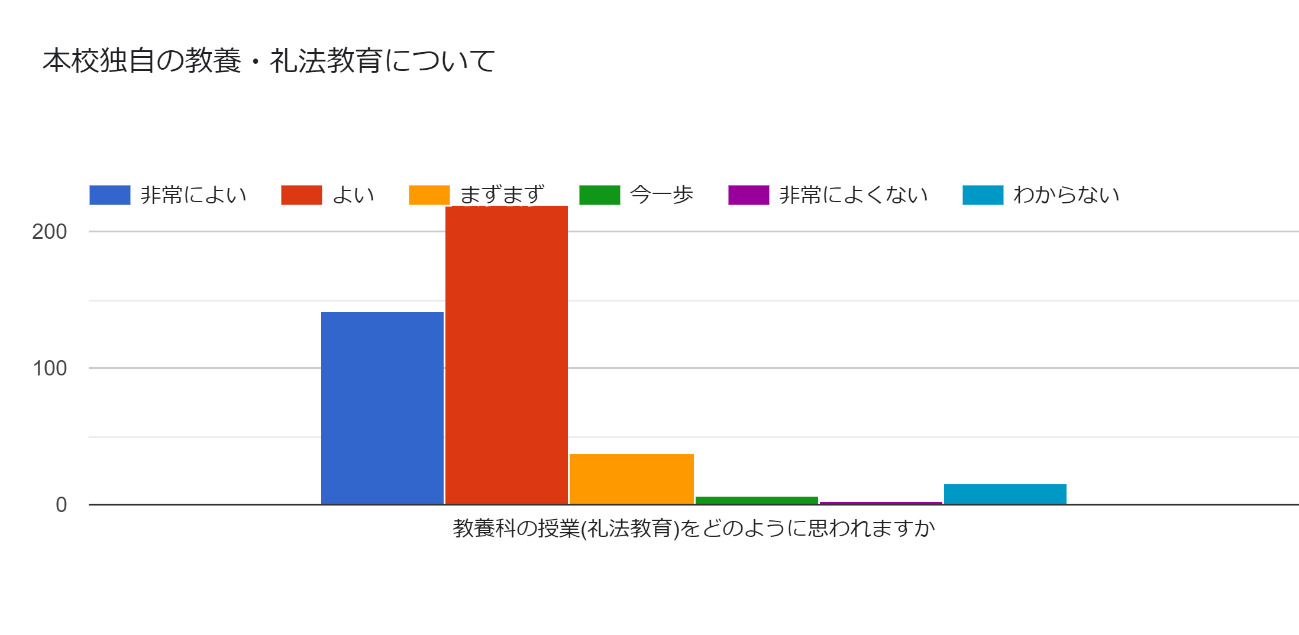 本校独自の教養・礼法教育について
非常によい よい まずまず 今一歩 非常によくない わからない
200
100
0
教養科の授業(礼法教育)をどのように思われますか